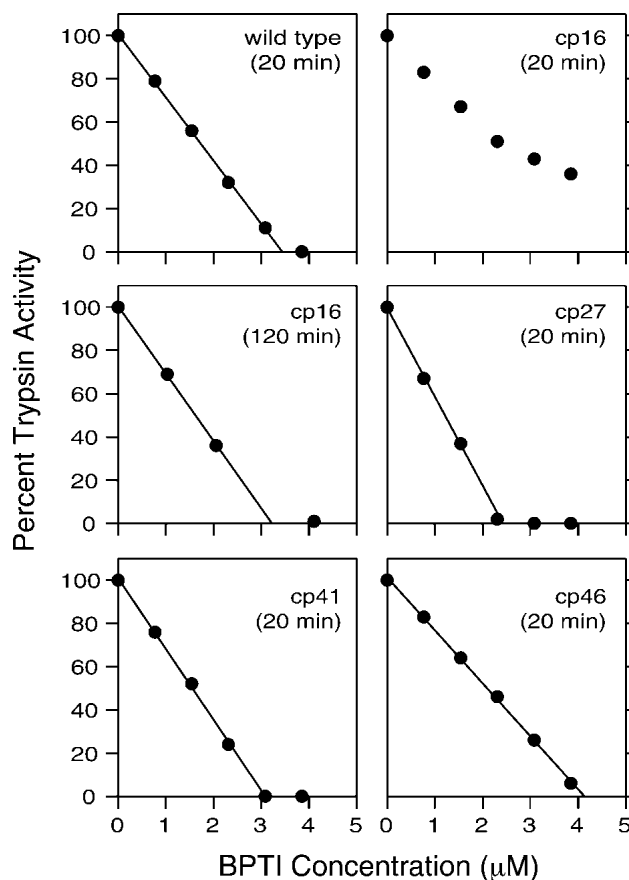 Percent Trypsin Activity
100
80
60
40
20
0
wild type
(20 min)
cp16
(20 min)
100
80
60
40
20
0
cp16
(120 min)
cp27
(20 min)
100
80
60
40
20
0
cp41
(20 min)
cp46
(20 min)
0 1 2 3 4 5 0 1 2 3 4 5
BPTI Concentration (μM)